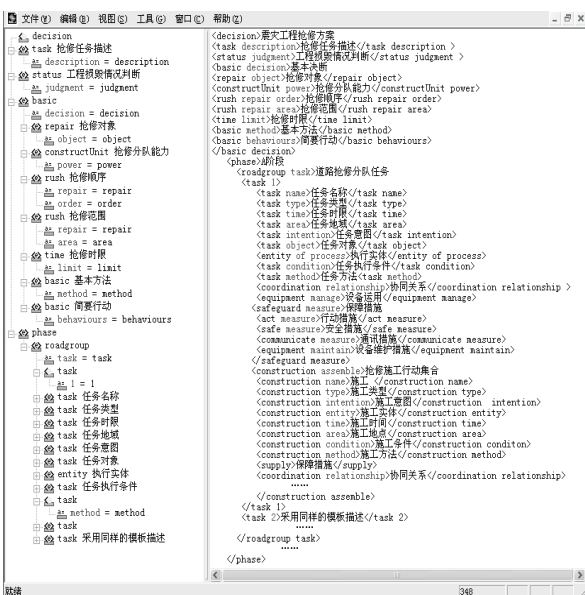 文件(F) 编辑(E) 视图(S) 工具(G) 窗口(C) 帮助(Z)
decision
task 抢修任务描述
description = description
status 工程损毁情况判断
judgment = judgment
basic
decision = decision
repair 抢修对象
object = object
constructUnit 抢修分队能力
power = power
rush 抢修顺序
repair = repair
order = order
rush 抢修范围
repair = repair
area = area
time 抢修时限
limit = limit
basic 基本方法
method = method
basic 简要行动
behaviours = behaviours
phase
roadgroup
task = task
task
1 = 1
task 任务名称
task 任务类型
task 任务时限
task 任务地域
task 任务意图
task 任务对象
entity 执行实体
task 任务执行条件
task
method = method
task
task 采用同样的模板描述
<decision>震灾工程抢修方案
<task description>抢修任务描述</task description >
<status judgment>工程损毁情况判断</status judgment >
<basic decision>基本决断
<repair object>抢修对象</repair object>
<constructUnit power>抢修分队能力</constructUnit power>
<rush repair order>抢修顺序</rush repair order>
<rush repair area>抢修范围</rush repair area>
<time limit>抢修时限</time limit>
<basic method>基本方法</basic method>
<basic behaviours>简要行动</basic behaviours>
</basic decision>
<phase>A阶段
<roadgroup task>道路抢修分队任务
<task 1>
<task name>任务名称</task name>
<task type>任务类型</task type>
<task time>任务时限</task time>
<task area>任务地域</task area>
<task intention>任务意图</task intention>
<task object>任务对象</task object>
<entity of process>执行实体</entity of process>
<task condition>任务执行条件</task condition>
<task method>任务方法<task method>
<coordination relationship>协同关系</coordination relationship >
<equipment manage>设备运用</equipment manage>
<safeguard measure>保障措施
<act measure>行动措施</act measure>
<safe measure>安全措施</safe measure>
<communicate measure>通讯措施</communicate measure>
<equipment maintain>设备维护措施</equipment maintain>
</safeguard measure>
<construction assemble>抢修施工行动集合
<construction name>施工 </construction name>
<construction type>施工类型</construction type>
<construction intention>施工意图</construction intention>
<construction entity>施工实体</construction entity>
<construction time>施工时间</construction time>
<construction area>施工地点</construction area>
<construction condition>施工条件</construction conditon>
<construction method>施工方法</construction method>
<supply>保障措施</supply>
<coordination relationship>协同关系</coordination relationship>
……
</construction assemble>
</task 1>
<task 2>采用同样的模板描述</task 2>
……
</roadgroup task>
……
</phase>
就绪
348